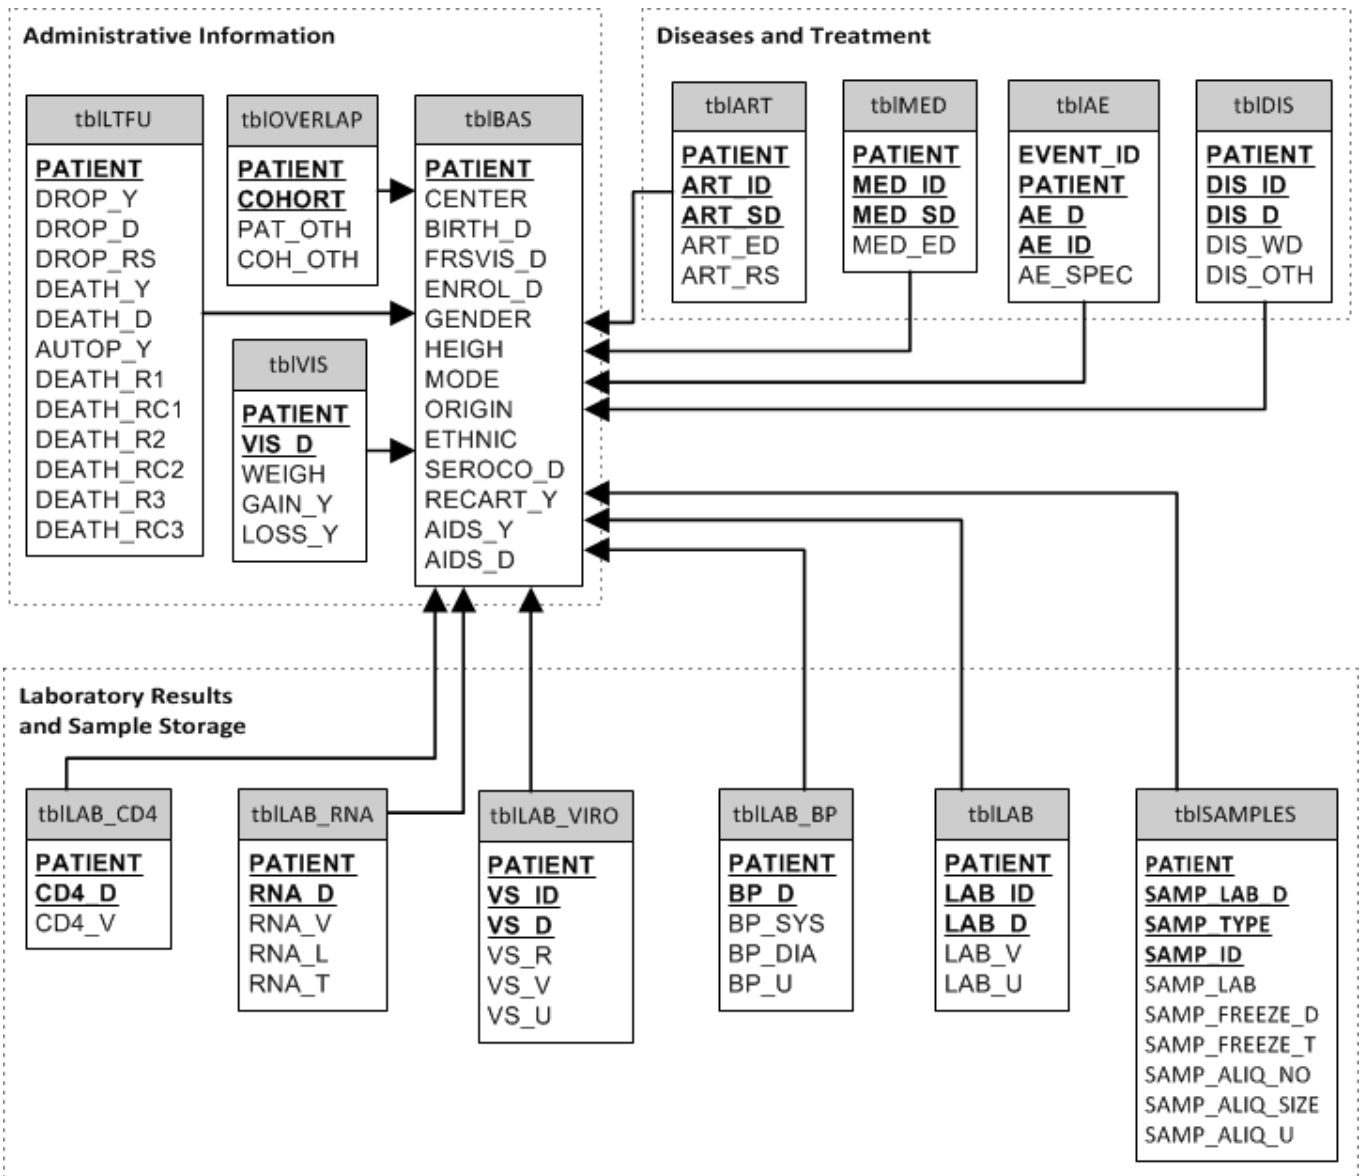 Administrative Information
tblLTFU
PATIENT
DROP_Y
DROP_D
DROP_RS
DEATH_Y
DEATH_D
AUTOP_Y
DEATH_R1
DEATH_RC1
DEATH_R2
DEATH_RC2
DEATH_R3
DEATH_RC3
tblOVERLAP
PATIENT
COHORT
PAT_OTH
COH_OTH
tblVIS
PATIENT
VIS_D
WEIGH
GAIN_Y
LOSS_Y
tblBAS
PATIENT
CENTER
BIRTH_D
FRSVIS_D
ENROL_D
GENDER
HEIGH
MODE
ORIGIN
ETHNIC
SEROCO_D
RECART_Y
AIDS_Y
AIDS_D
Diseases and Treatment
tblART
PATIENT
ART_ID
ART_SD
ART_ED
ART_RS
tblMED
PATIENT
MED_ID
MED_SD
MED_ED
tblAE
EVENT_ID
PATIENT
AE_D
AE_ID
AE_SPEC
tblDIS
PATIENT
DIS_ID
DIS_D
DIS_WD
DIS_OTH
Laboratory Results
and Sample Storage
tblLAB_CD4
PATIENT
CD4_D
CD4_V
tblLAB_RNA
PATIENT
RNA_D
RNA_V
RNA_L
RNA_T
tblLAB_VIRO
PATIENT
VS_ID
VS_D
VS_R
VS_V
VS_U
tblLAB_BP
PATIENT
BP_D
BP_SYS
BP_DIA
BP_U
tblLAB
PATIENT
LAB_ID
LAB_D
LAB_V
LAB_U
tblSAMPLES
PATIENT
SAMP_LAB_D
SAMP_TYPE
SAMP_ID
SAMP_LAB
SAMP_FREEZE_D
SAMP_FREEZE_T
SAMP_ALIQ_NO
SAMP_ALIQ_SIZE
SAMP_ALIQ_U